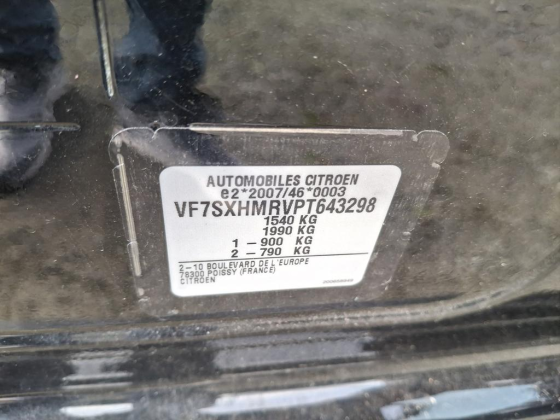 AUTOMOBILES CITROEN
e2*2007/46*0003
VF7SXHMRVPT643298
1540 KG
1990 KG
1 – 900 KG
2 – 790 KG
2–10 BOULEVARD DE L'EUROPE
78300 POISSY (FRANCE)
CITROEN